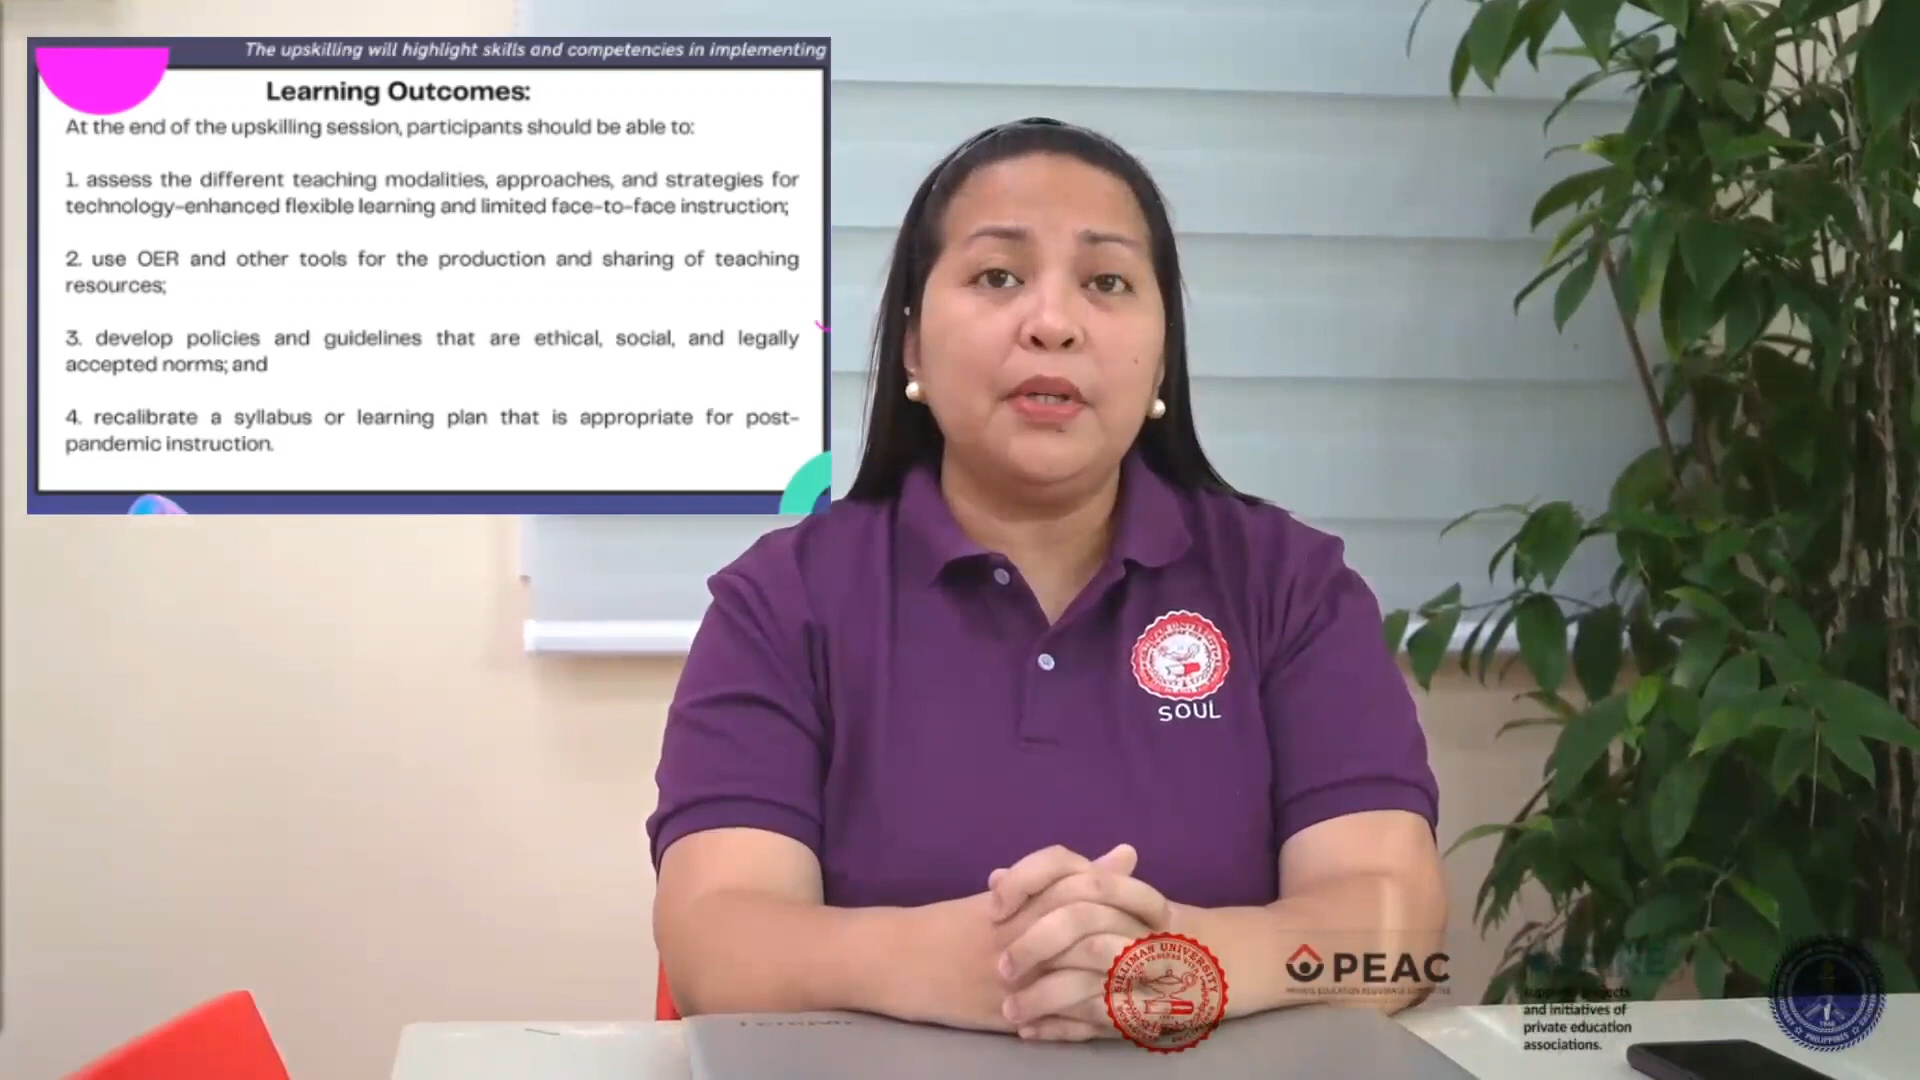 The upskilling will highlight skills and competencies in implementing
Learning Outcomes:
At the end of the upskilling session, participants should be able to:
1. assess the different teaching modalities, approaches, and strategies for
technology-enhanced flexible learning and limited face-to-face instruction;
2. use OER and other tools for the production and sharing of teaching
resources;
3. develop policies and guidelines that are ethical, social, and legally
accepted norms; and
4. recalibrate a syllabus or learning plan that is appropriate for post-
pandemic instruction.
SOUL
SILLIMAN UNIVERSITY
PEAC
and initiatives of
private education
associations.
PHILIPPINES